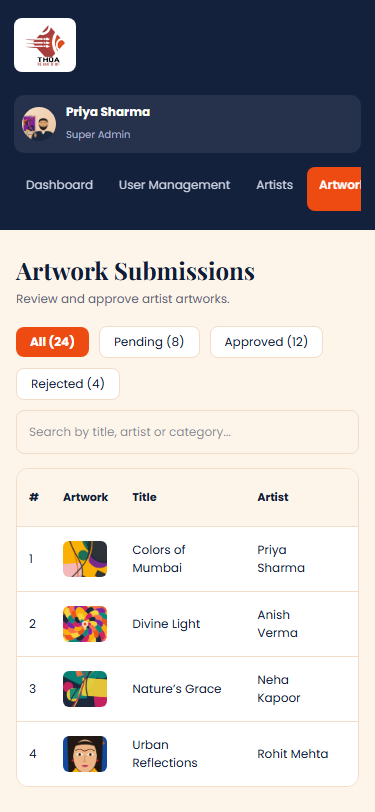 THOA
Priya Sharma
Super Admin
Dashboard User Management Artists Artwor
Artwork Submissions
Review and approve artist artworks.
All (24) Pending (8) Approved (12)
Rejected (4)
Search by title, artist or category...
# Artwork Title Artist
1 Colors of Mumbai Priya Sharma
2 Divine Light Anish Verma
3 Nature's Grace Neha Kapoor
4 Urban Reflections Rohit Mehta